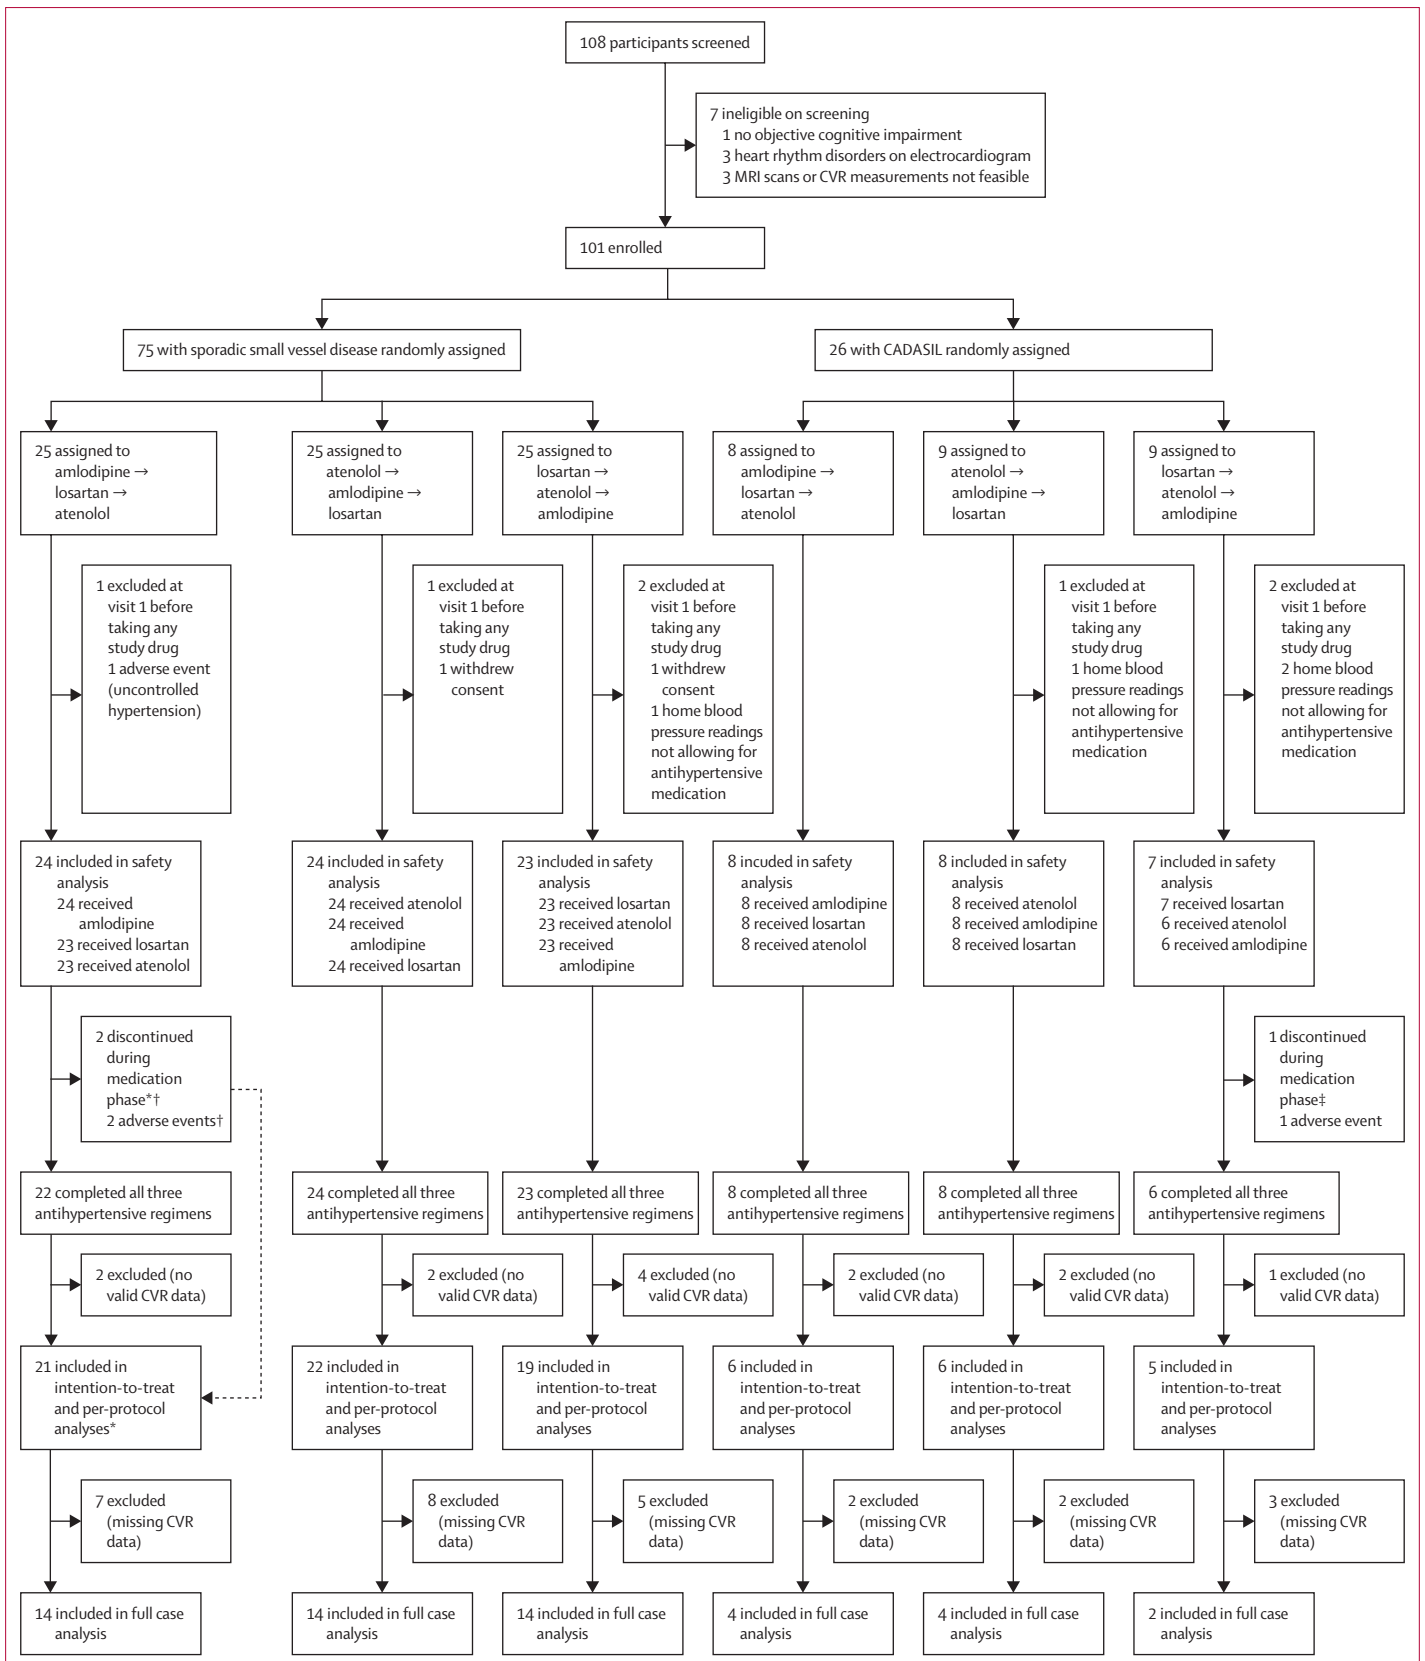 108 participants screened
7 ineligible on screening
1 no objective cognitive impairment
3 heart rhythm disorders on electrocardiogram
3 MRI scans or CVR measurements not feasible
101 enrolled
75 with sporadic small vessel disease randomly assigned
26 with CADASIL randomly assigned
25 assigned to
amlodipine →
losartan →
atenolol
25 assigned to
atenolol →
amlodipine →
losartan
25 assigned to
losartan →
atenolol →
amlodipine
8 assigned to
amlodipine →
losartan →
atenolol
9 assigned to
atenolol →
amlodipine →
losartan
9 assigned to
losartan →
atenolol →
amlodipine
1 excluded at
visit 1 before
taking any
study drug
1 adverse event
(uncontrolled
hypertension)
1 excluded at
visit 1 before
taking any
study drug
1 withdrew
consent
2 excluded at
visit 1 before
taking any
study drug
1 withdrew
consent
1 home blood
pressure readings
not allowing for
antihypertensive
medication
1 excluded at
visit 1 before
taking any
study drug
1 home blood
pressure readings
not allowing for
antihypertensive
medication
2 excluded at
visit 1 before
taking any
study drug
2 home blood
pressure readings
not allowing for
antihypertensive
medication
24 included in safety
analysis
24 received
amlodipine
23 received losartan
23 received atenolol
24 included in safety
analysis
24 received atenolol
24 received
amlodipine
24 received losartan
23 included in safety
analysis
23 received losartan
23 received atenolol
23 received
amlodipine
8 incuded in safety
analysis
8 received amlodipine
8 received losartan
8 received atenolol
8 included in safety
analysis
8 received atenolol
8 received amlodipine
8 received losartan
7 included in safety
analysis
7 received losartan
6 received atenolol
6 received amlodipine
2 discontinued
during
medication
phase*†
2 adverse events†
1 discontinued
during
medication
phase‡
1 adverse event
22 completed all three
antihypertensive regimens
24 completed all three
antihypertensive regimens
23 completed all three
antihypertensive regimens
8 completed all three
antihypertensive regimens
8 completed all three
antihypertensive regimens
6 completed all three
antihypertensive regimens
2 excluded (no
valid CVR data)
2 excluded (no
valid CVR data)
4 excluded (no
valid CVR data)
2 excluded (no
valid CVR data)
2 excluded (no
valid CVR data)
1 excluded (no
valid CVR data)
21 included in
intention-to-treat
and per-protocol
analyses*
22 included in
intention-to-treat
and per-protocol
analyses
19 included in
intention-to-treat
and per-protocol
analyses
6 included in
intention-to-treat
and per-protocol
analyses
6 included in
intention-to-treat
and per-protocol
analyses
5 included in
intention-to-treat
and per-protocol
analyses
7 excluded
(missing CVR
data)
8 excluded
(missing CVR
data)
5 excluded
(missing CVR
data)
2 excluded
(missing CVR
data)
2 excluded
(missing CVR
data)
3 excluded
(missing CVR
data)
14 included in full case
analysis
14 included in full case
analysis
14 included in full case
analysis
4 included in full case
analysis
4 included in full case
analysis
2 included in full case
analysis